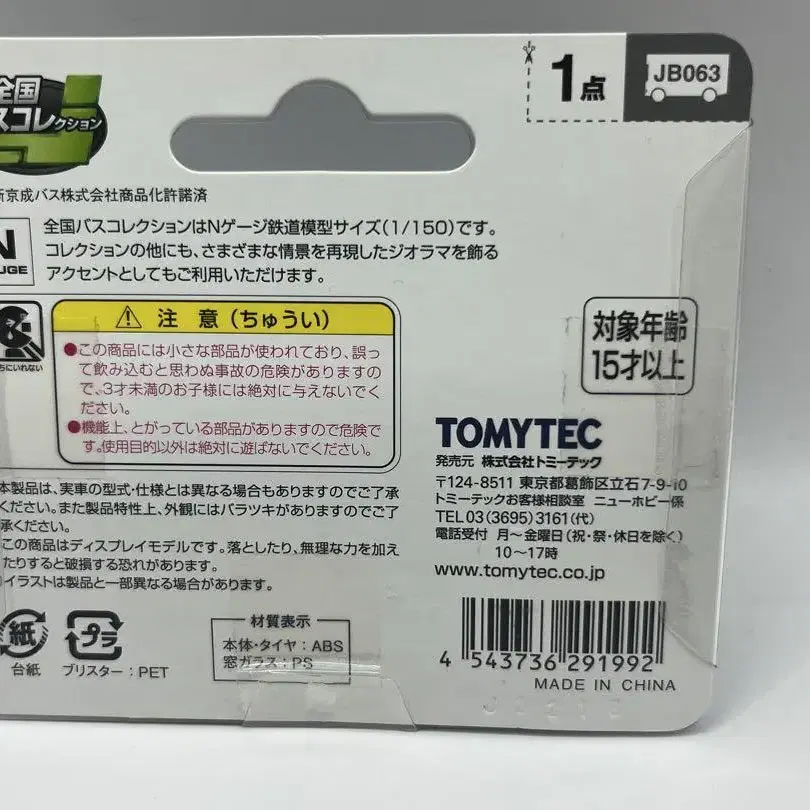 1点
JB063
全国
バスコレクション
新京成バス株式会社商品化許諾済
N
全国バスコレクションはNゲージ鉄道模型サイズ(1/150)です。
コレクションの他にも、さまざまな情景を再現したジオラマを飾る
アクセントとしてもご利用いただけます。
注 意(ちゅうい)
●この商品には小さな部品が使われており、誤っ
て飲み込むと思わぬ事故の危険がありますの
で、3才未満のお子様には絶対に与えないでく
ださい。
●機能上、とがっている部品がありますので危険で
す。使用目的以外は絶対に遊ばないでください。
対象年齢
15才以上
本製品は、実車の型式・仕様とは異なる場合もありますのでご了承
ください。また製品特性上、外観にはバラツキがありますのでご了
承ください。
この商品はディスプレイモデルです。落としたり、無理な力を加え
たりすると破損する恐れがあります。
イラストは製品と一部異なる場合があります。
TOMYTEC
発売元 株式会社トミーテック
〒124-8511 東京都葛飾区立石7-9-10
トミーテックお客様相談室 ニューホビー係
TEL03(3695)3161(代)
電話受付 月〜金曜日(祝・祭・休日を除く)
10〜17時
www.tomytec.co.jp
紙
台紙
プラ
ブリスター:PET
材質表示
本体・タイヤ:ABS
窓ガラス:PS
4 543736 291992
MADE IN CHINA